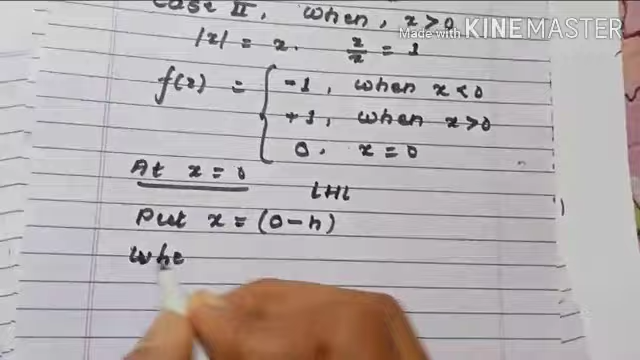 Case II, when, x > 0
Made with KINEMASTER
|x| = x. x/x = 1
f(x) = { -1, when x < 0
+1, when x > 0
0. x = 0
At x = 0 LHL
Put x = (0-h)
Whe